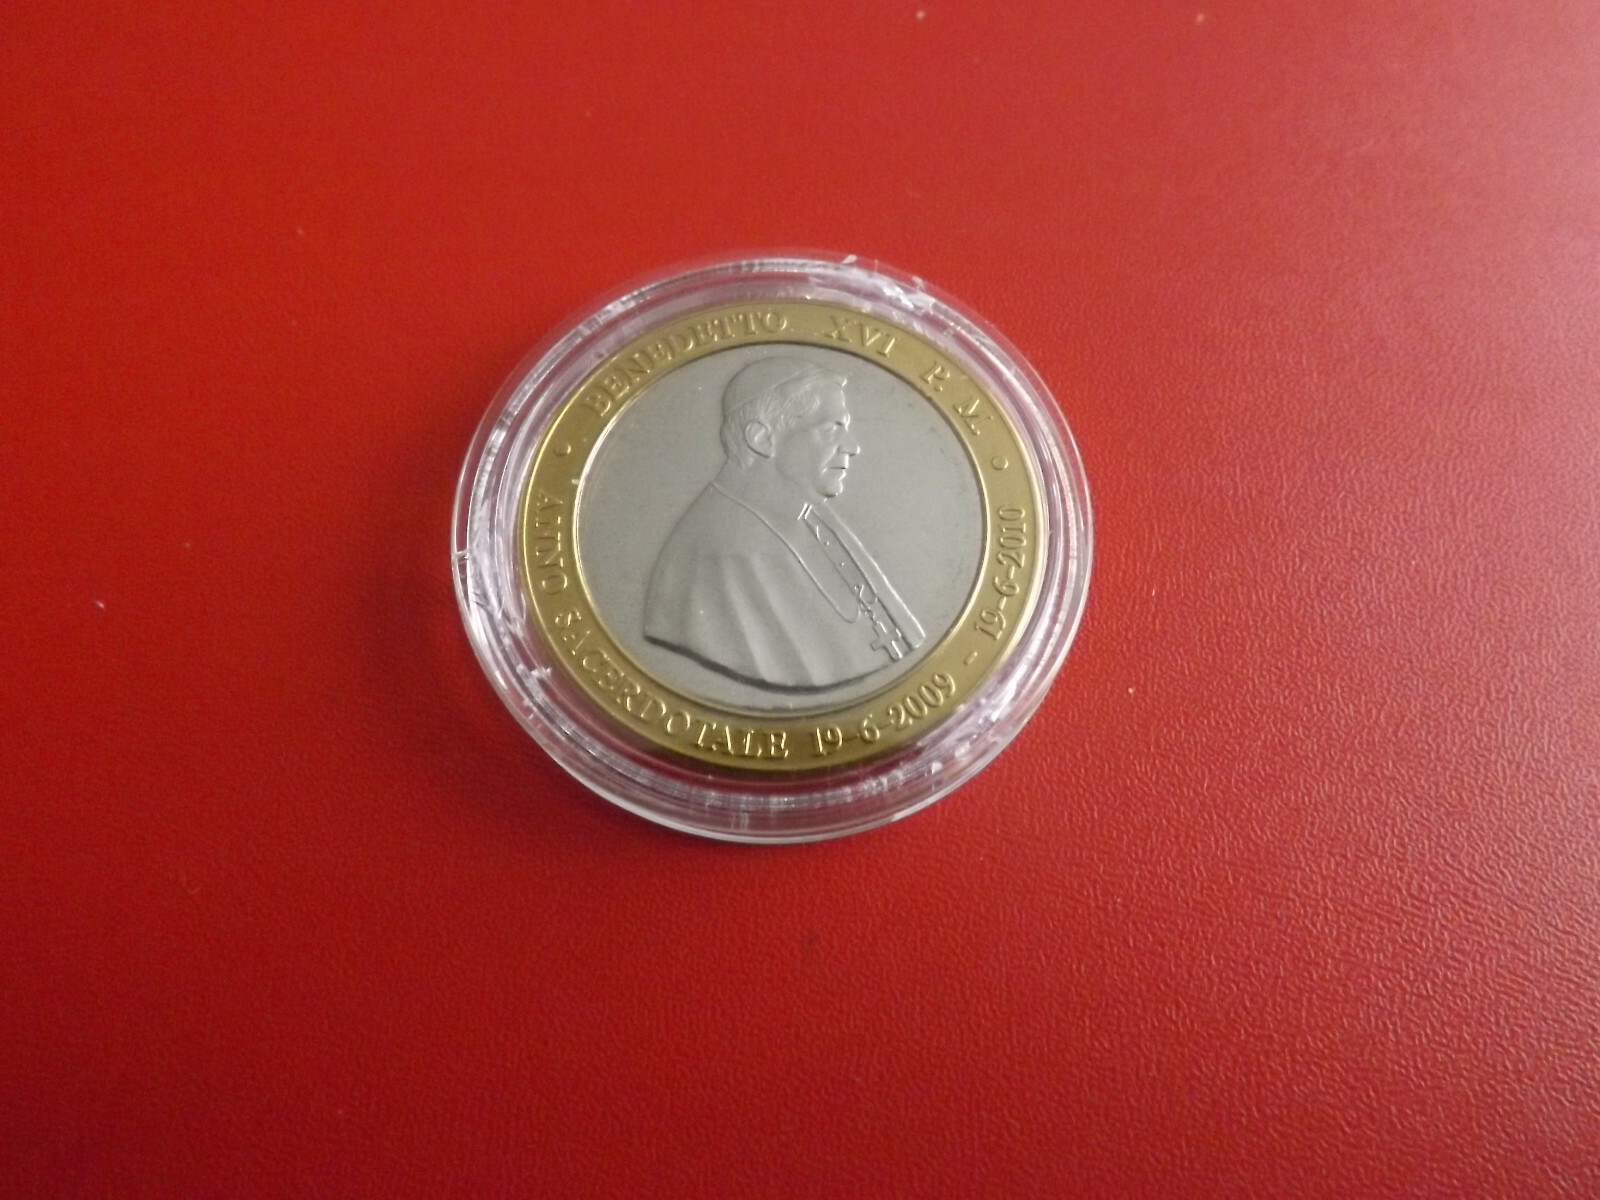 BENEDETTO XVI P. M.
ANNO SACERDOTALE 19-6-2009 - 19-6-2010